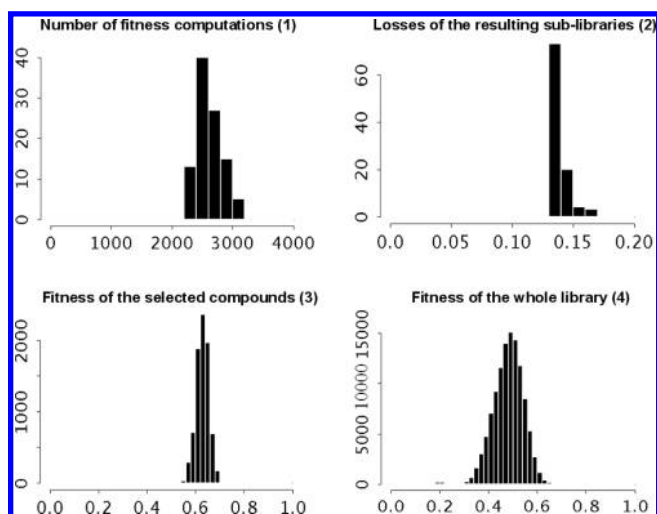 Number of fitness computations (1)
40
30
20
10
0
0 1000 2000 3000 4000
Losses of the resulting sub-libraries (2)
60
40
20
0
0.0 0.05 0.10 0.15 0.20
Fitness of the selected compounds (3)
2000
1000
0
0.0 0.2 0.4 0.6 0.8 1.0
Fitness of the whole library (4)
15000
10000
5000
0
0.0 0.2 0.4 0.6 0.8 1.0